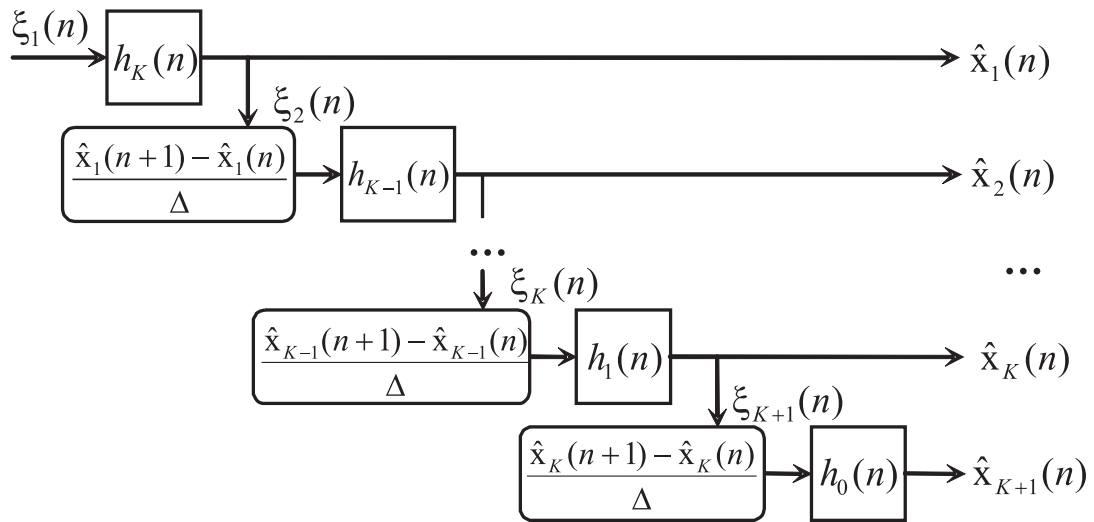 ξ₁(n)
h_K(n)
x̂₁(n)
ξ₂(n)
x̂₁(n+1) − x̂₁(n)
Δ
h_{K−1}(n)
x̂₂(n)
...
...
ξ_K(n)
x̂_{K−1}(n+1) − x̂_{K−1}(n)
Δ
h₁(n)
x̂_K(n)
ξ_{K+1}(n)
x̂_K(n+1) − x̂_K(n)
Δ
h₀(n)
x̂_{K+1}(n)